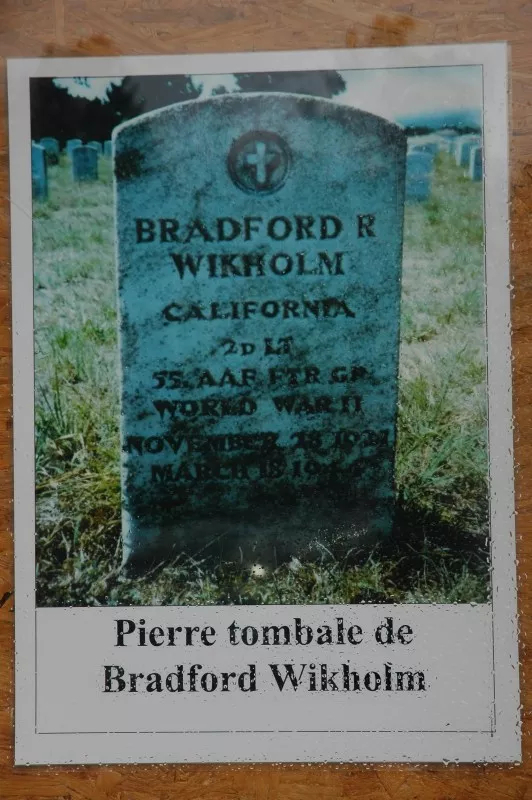 BRADFORD R
WIKHOLM
CALIFORNIA
2D LT
55 AAF FTR GP
WORLD WAR II
NOVEMBER 28
MARCH 18
Pierre tombale de
Bradford Wikholm